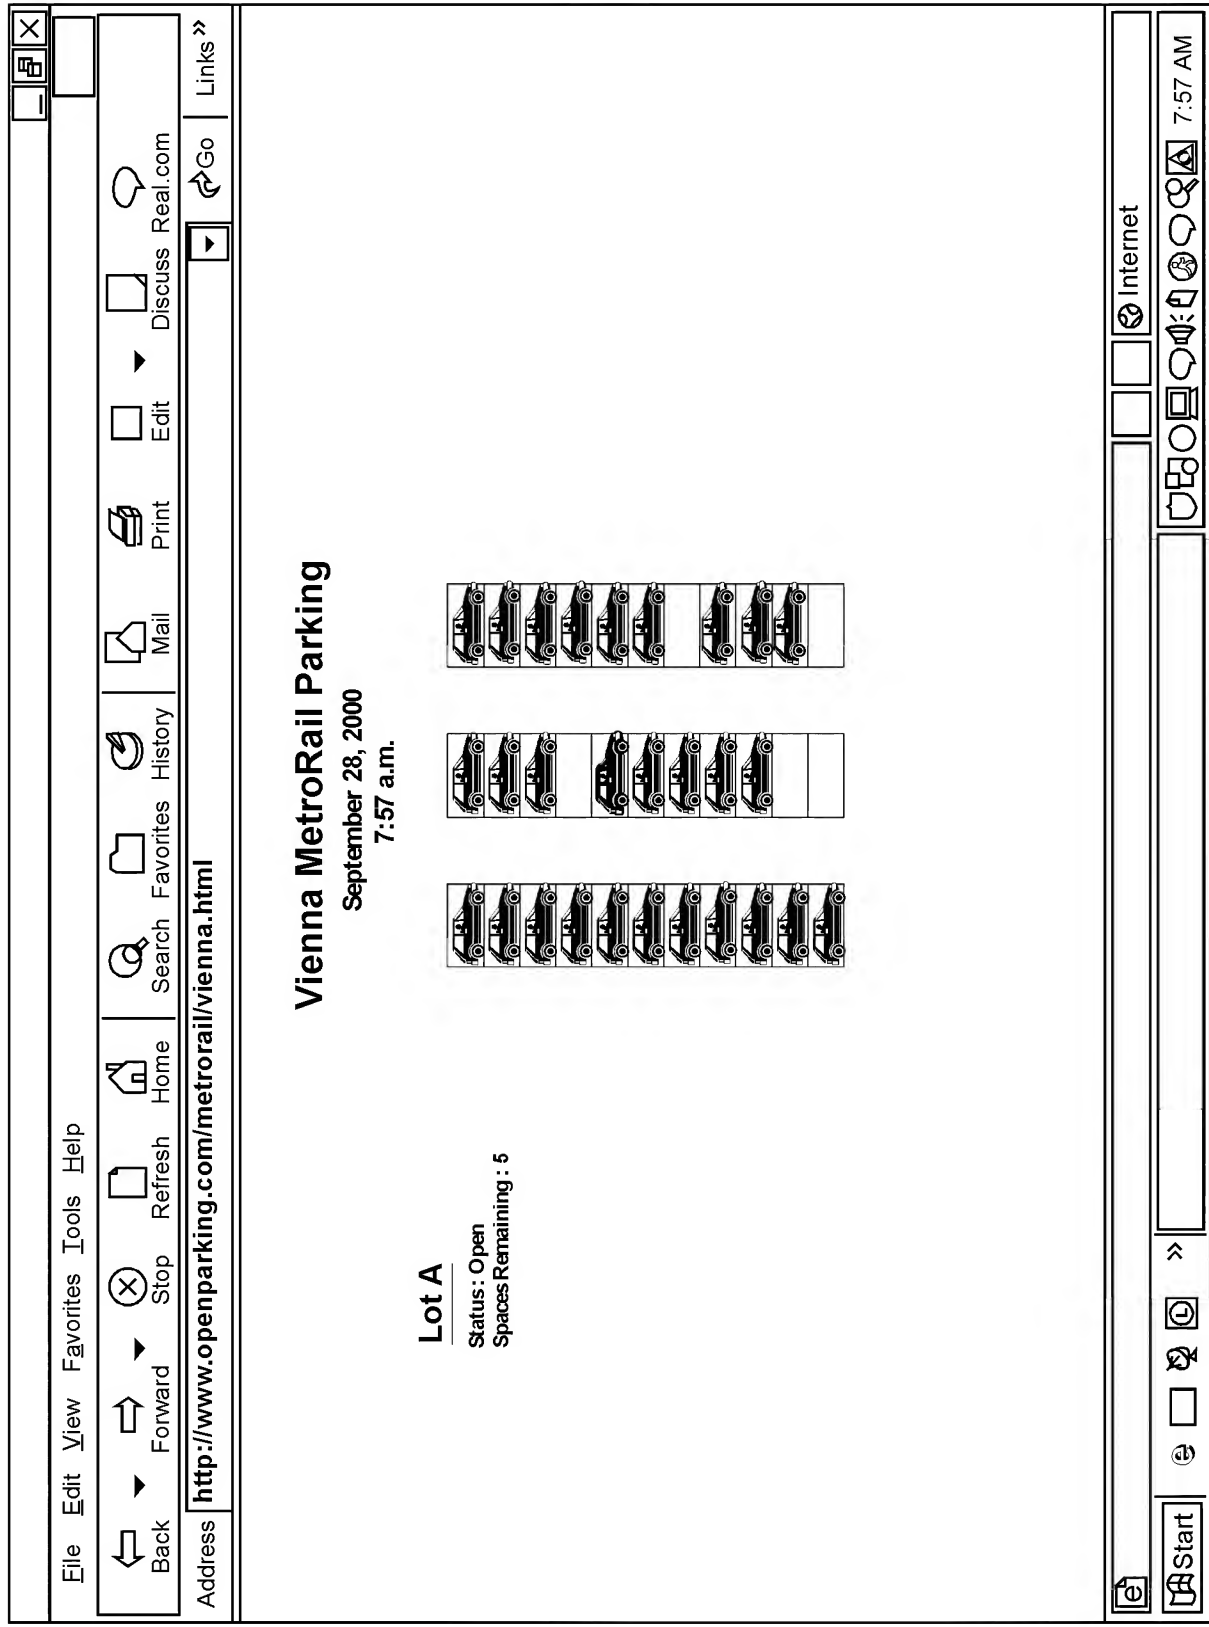 File Edit View Favorites Tools Help
Back Forward Stop Refresh Home Search Favorites History Mail Print Edit Discuss Real.com
Address http://www.openparking.com/metrorail/vienna.html Go Links »
Vienna MetroRail Parking
September 28, 2000
7:57 a.m.
Lot A
Status : Open
Spaces Remaining : 5
e Internet
Start e L » 7:57 AM